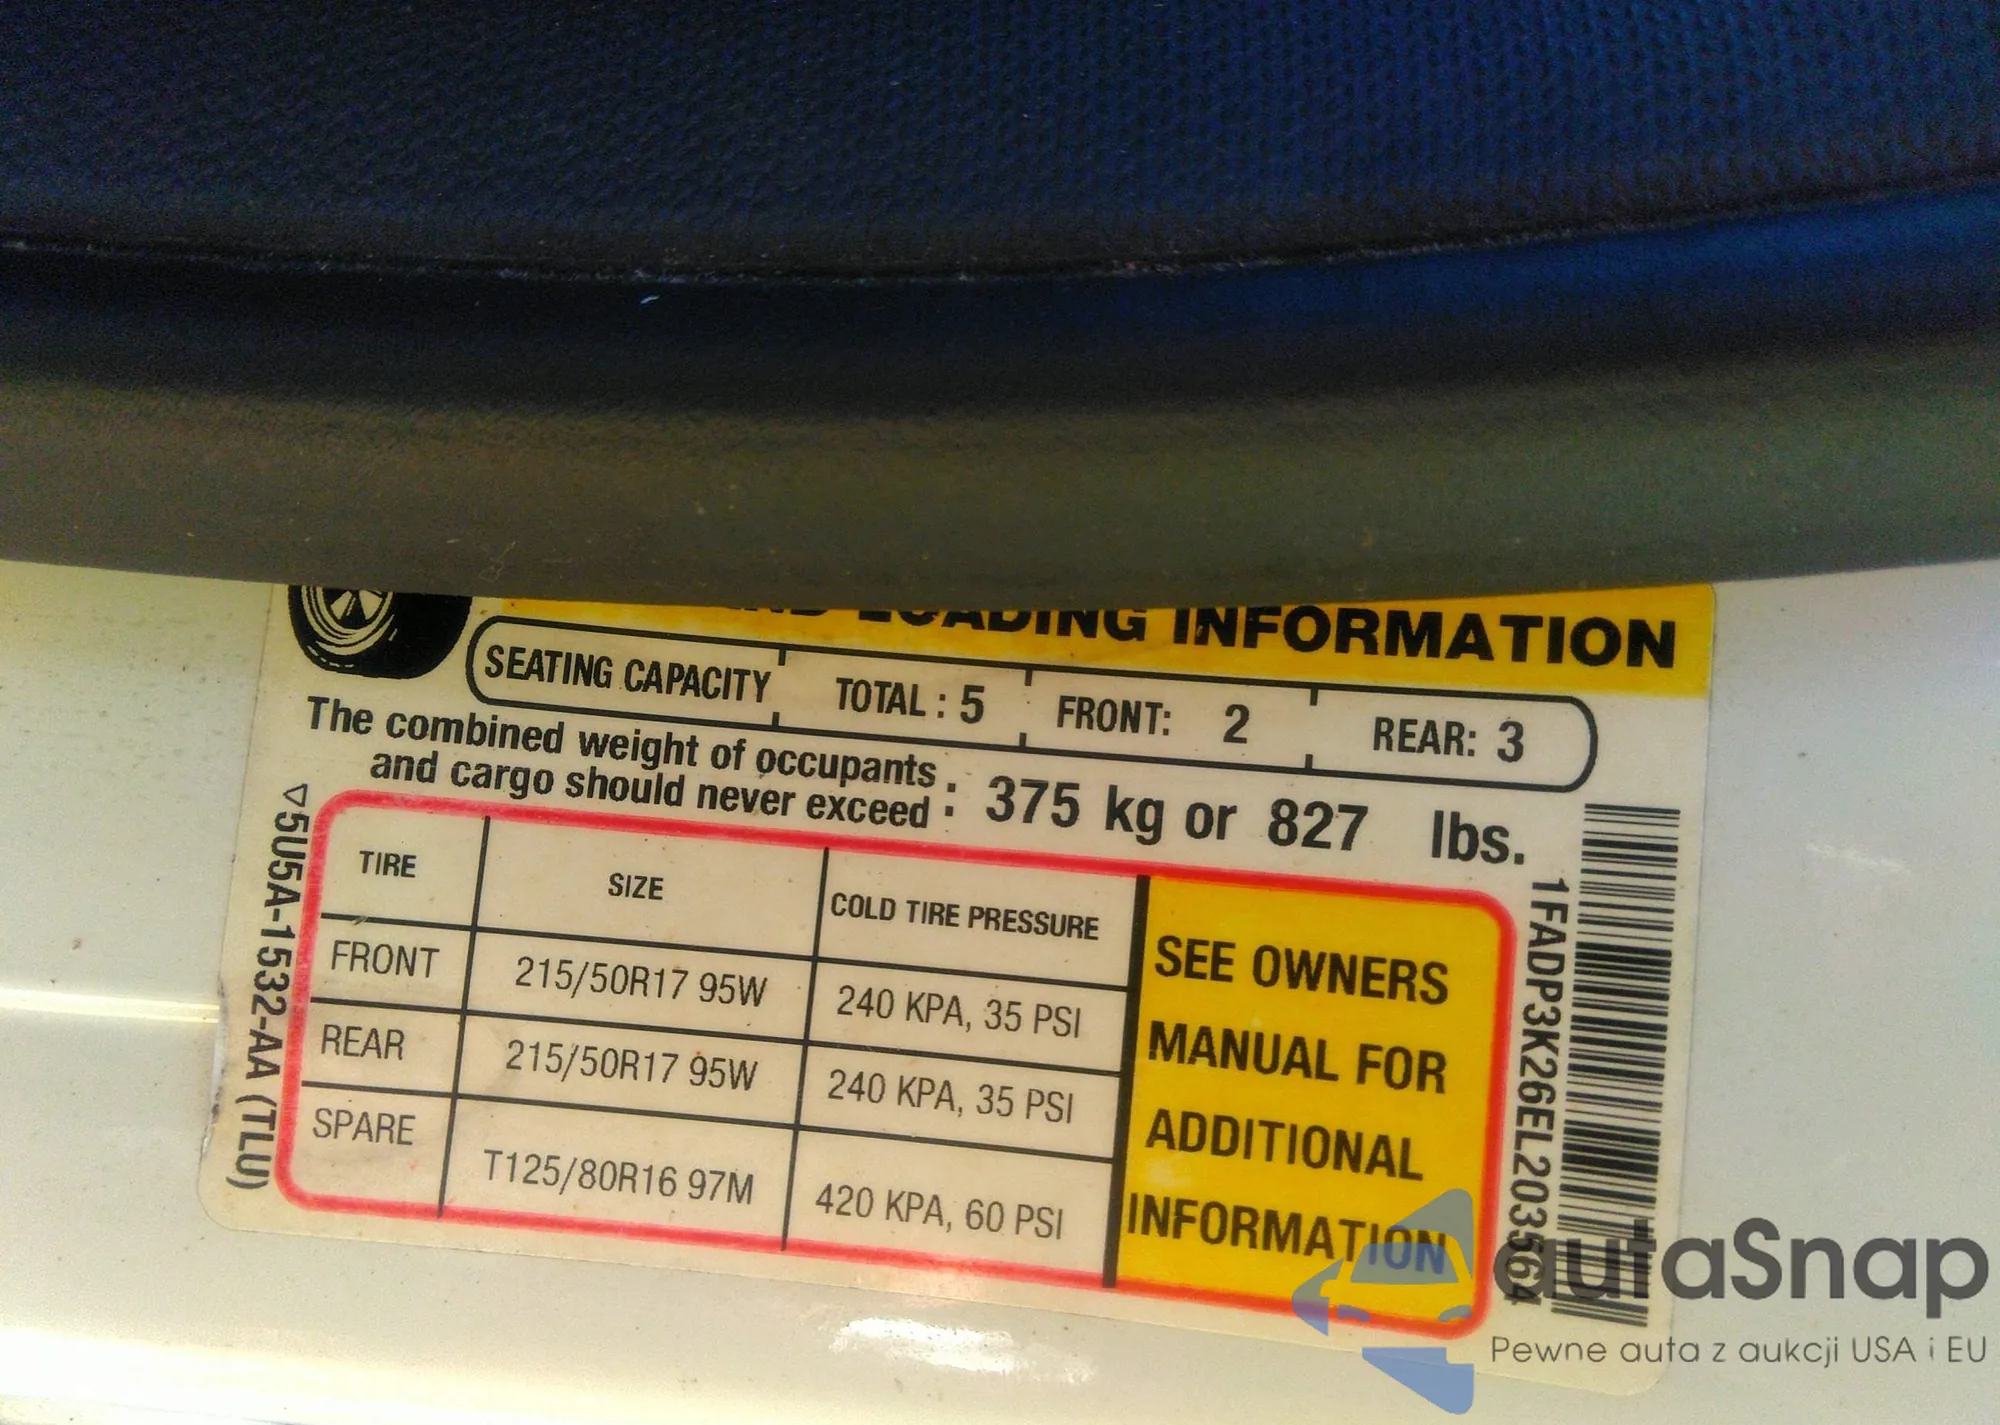 LOADING INFORMATION
SEATING CAPACITY TOTAL : 5 FRONT: 2 REAR: 3
The combined weight of occupants
and cargo should never exceed : 375 kg or 827 lbs.
TIRE SIZE COLD TIRE PRESSURE
FRONT 215/50R17 95W 240 KPA, 35 PSI
REAR 215/50R17 95W 240 KPA, 35 PSI
SPARE T125/80R16 97M 420 KPA, 60 PSI
SEE OWNERS
MANUAL FOR
ADDITIONAL
INFORMATION
5U5A-1532-AA (TLU)
1FADP3K26EL203564
autaSnap
Pewne auta z aukcji USA i EU